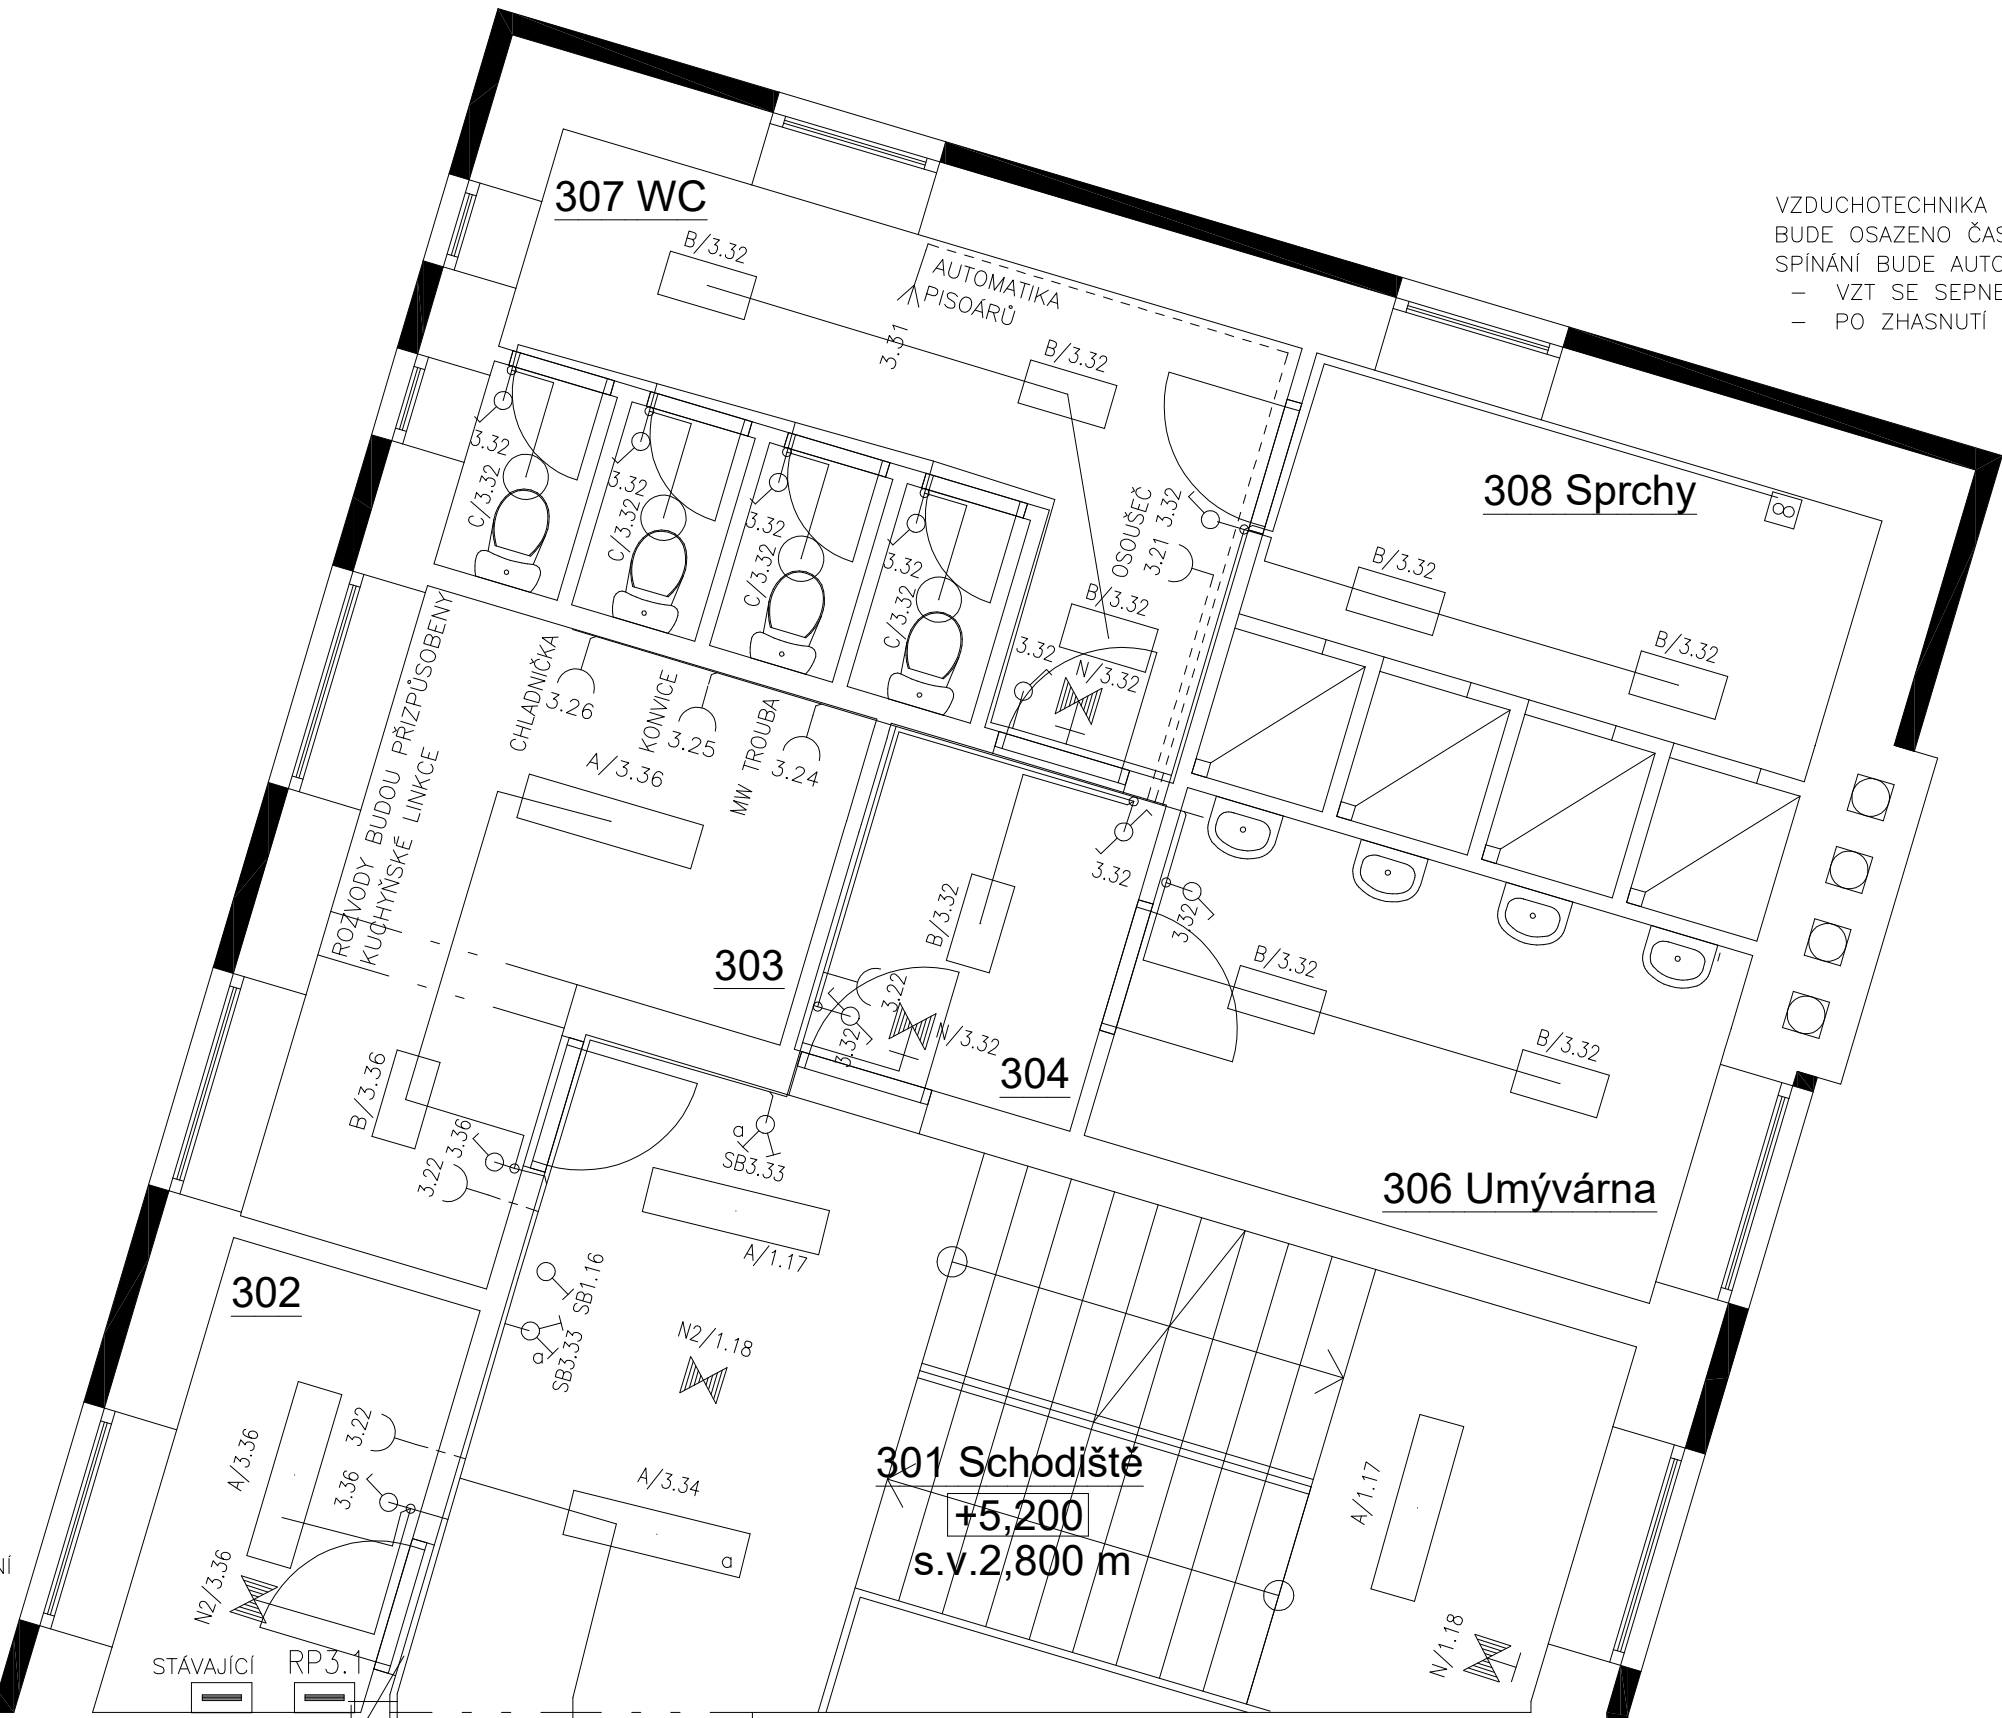 307 WC
B/3.32
AUTOMATIKA
PISOÁRŮ
3.31
B/3.32
VZDUCHOTECHNIKA
BUDE OSAZENO
SPÍNÁNÍ BUDE
– VZT SE SEPNE
– PO ZHASNUTÍ
308 Sprchy
B/3.32
B/3.32
3.32
C/3.32
3.32
C/3.32
3.32
C/3.32
3.32
C/3.32
OSOUŠEČ
3.21
3.32
B/3.32
3.32
N/3.32
ROZVODY BUDOU PŘIZPŮSOBENY
KUCHYŇSKÉ LINKCE
CHLADNIČKA
3.26
KONVICE
3.25
MW TROUBA
3.24
A/3.36
303
B/3.32
3.32
3.32
3.22
3.32
N/3.32
304
B/3.32
B/3.32
306 Umývárna
B/3.36
3.36
3.22
a
SB3.33
A/1.17
SB1.16
a
SB3.33
N2/1.18
302
A/3.36
3.22
3.36
N2/3.36
A/3.34
a
301 Schodiště
+5,200
s.v.2,800 m
A/1.17
N/1.18
STÁVAJÍCÍ
RP3.1